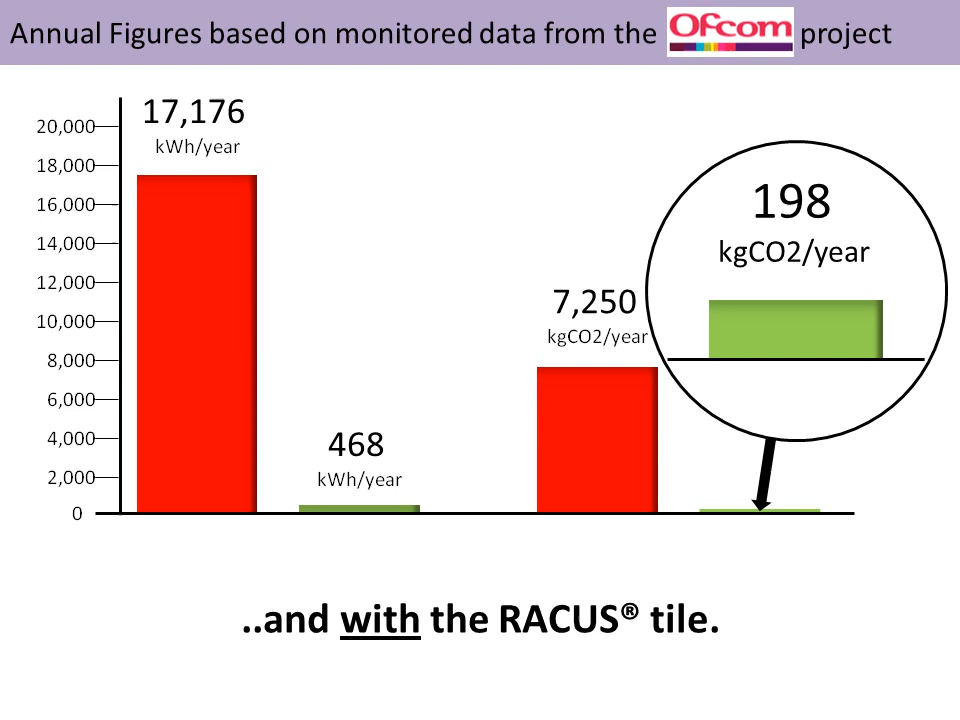 Annual Figures based on monitored data from the OFcom project
17,176
kWh/year
20,000
18,000
16,000
14,000
12,000
10,000
8,000
6,000
4,000
2,000
0
468
kWh/year
7,250
kgCO2/year
198
kgCO2/year
..and with the RACUS® tile.